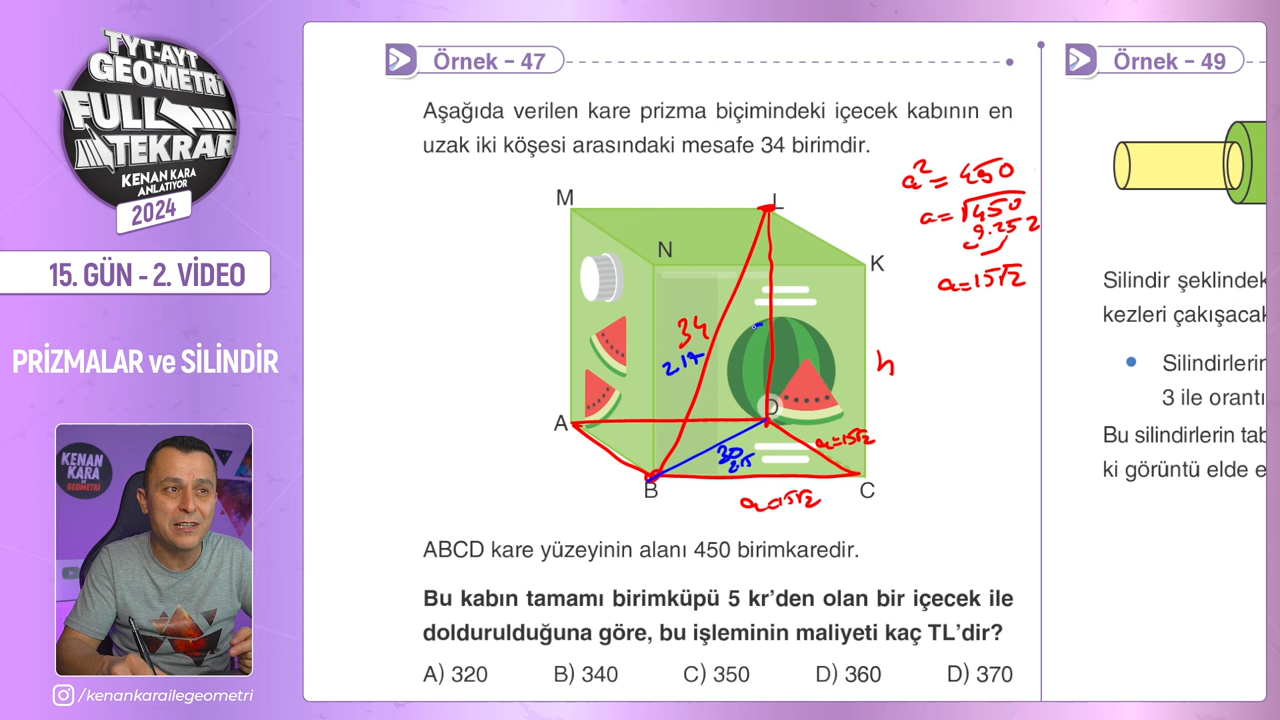 TYT-AYT
GEOMETRİ
FULL
TEKRAR
KENAN KARA
ANLATIYOR
2024
15. GÜN - 2. VİDEO
PRİZMALAR ve SİLİNDİR
KENAN
KARA
GEOMETRİ
/kenankarailegeometri
Örnek – 47
Aşağıda verilen kare prizma biçimindeki içecek kabının en
uzak iki köşesi arasındaki mesafe 34 birimdir.
a² = 450
a = √450
9.25 2
a = 15√2
M
L
N
K
34
2.17
h
A
D
a=15√2
30
2.15
B
C
a=15√2
ABCD kare yüzeyinin alanı 450 birimkaredir.
Bu kabın tamamı birimküpü 5 kr’den olan bir içecek ile
doldurulduğuna göre, bu işleminin maliyeti kaç TL’dir?
A) 320 B) 340 C) 350 D) 360 D) 370
Örnek – 49
Silindir şeklindek
kezleri çakışacak
• Silindirlerin
3 ile orantı
Bu silindirlerin tab
ki görüntü elde e